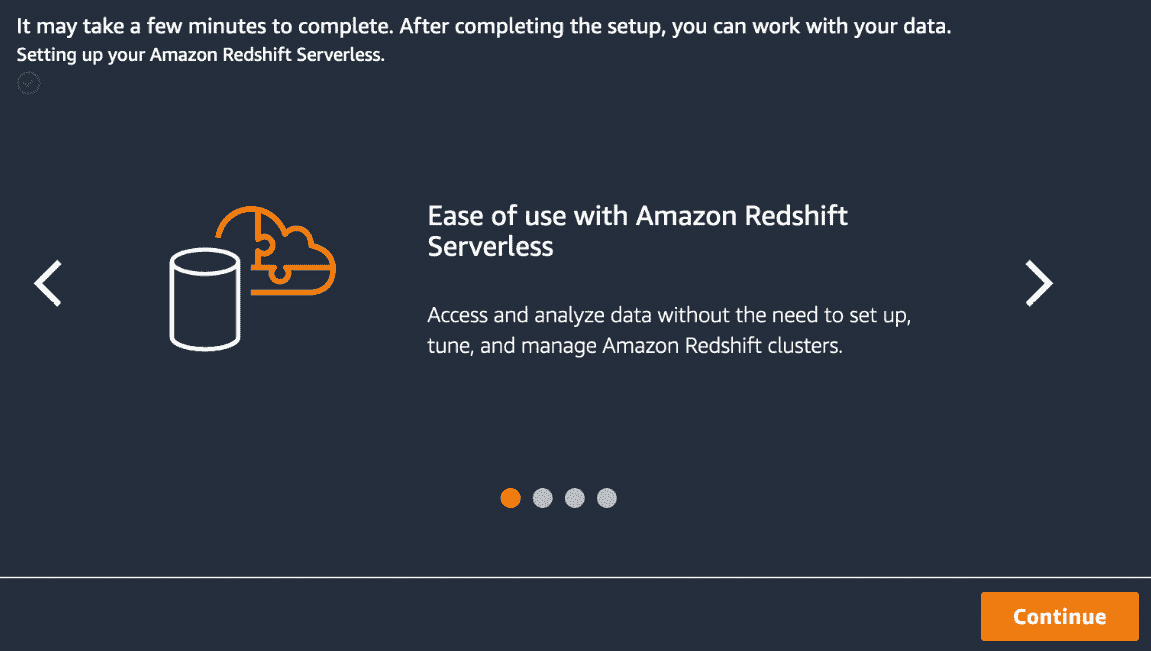 It may take a few minutes to complete. After completing the setup, you can work with your data.
Setting up your Amazon Redshift Serverless.
Ease of use with Amazon Redshift
Serverless
Access and analyze data without the need to set up,
tune, and manage Amazon Redshift clusters.
Continue